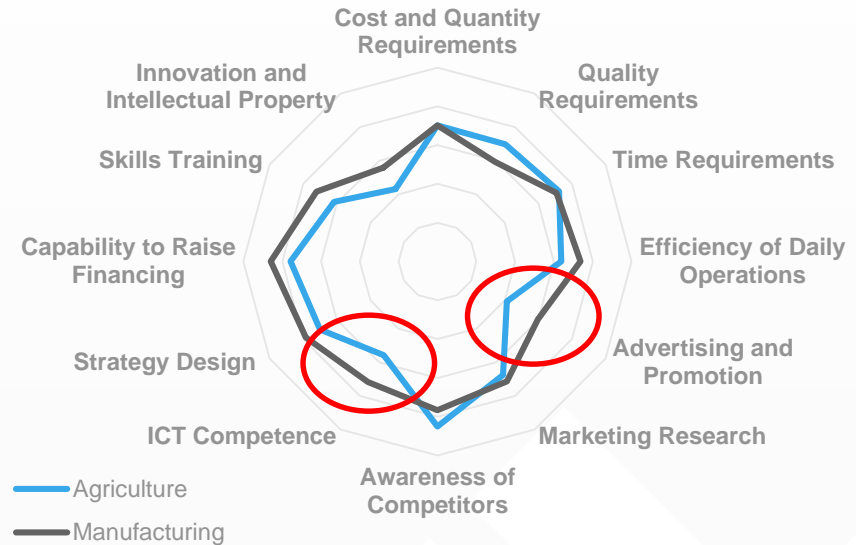 Cost and Quantity
Requirements
Quality
Requirements
Time Requirements
Efficiency of Daily
Operations
Advertising and
Promotion
Marketing Research
Awareness of
Competitors
ICT Competence
Strategy Design
Capability to Raise
Financing
Skills Training
Innovation and
Intellectual Property
Agriculture
Manufacturing